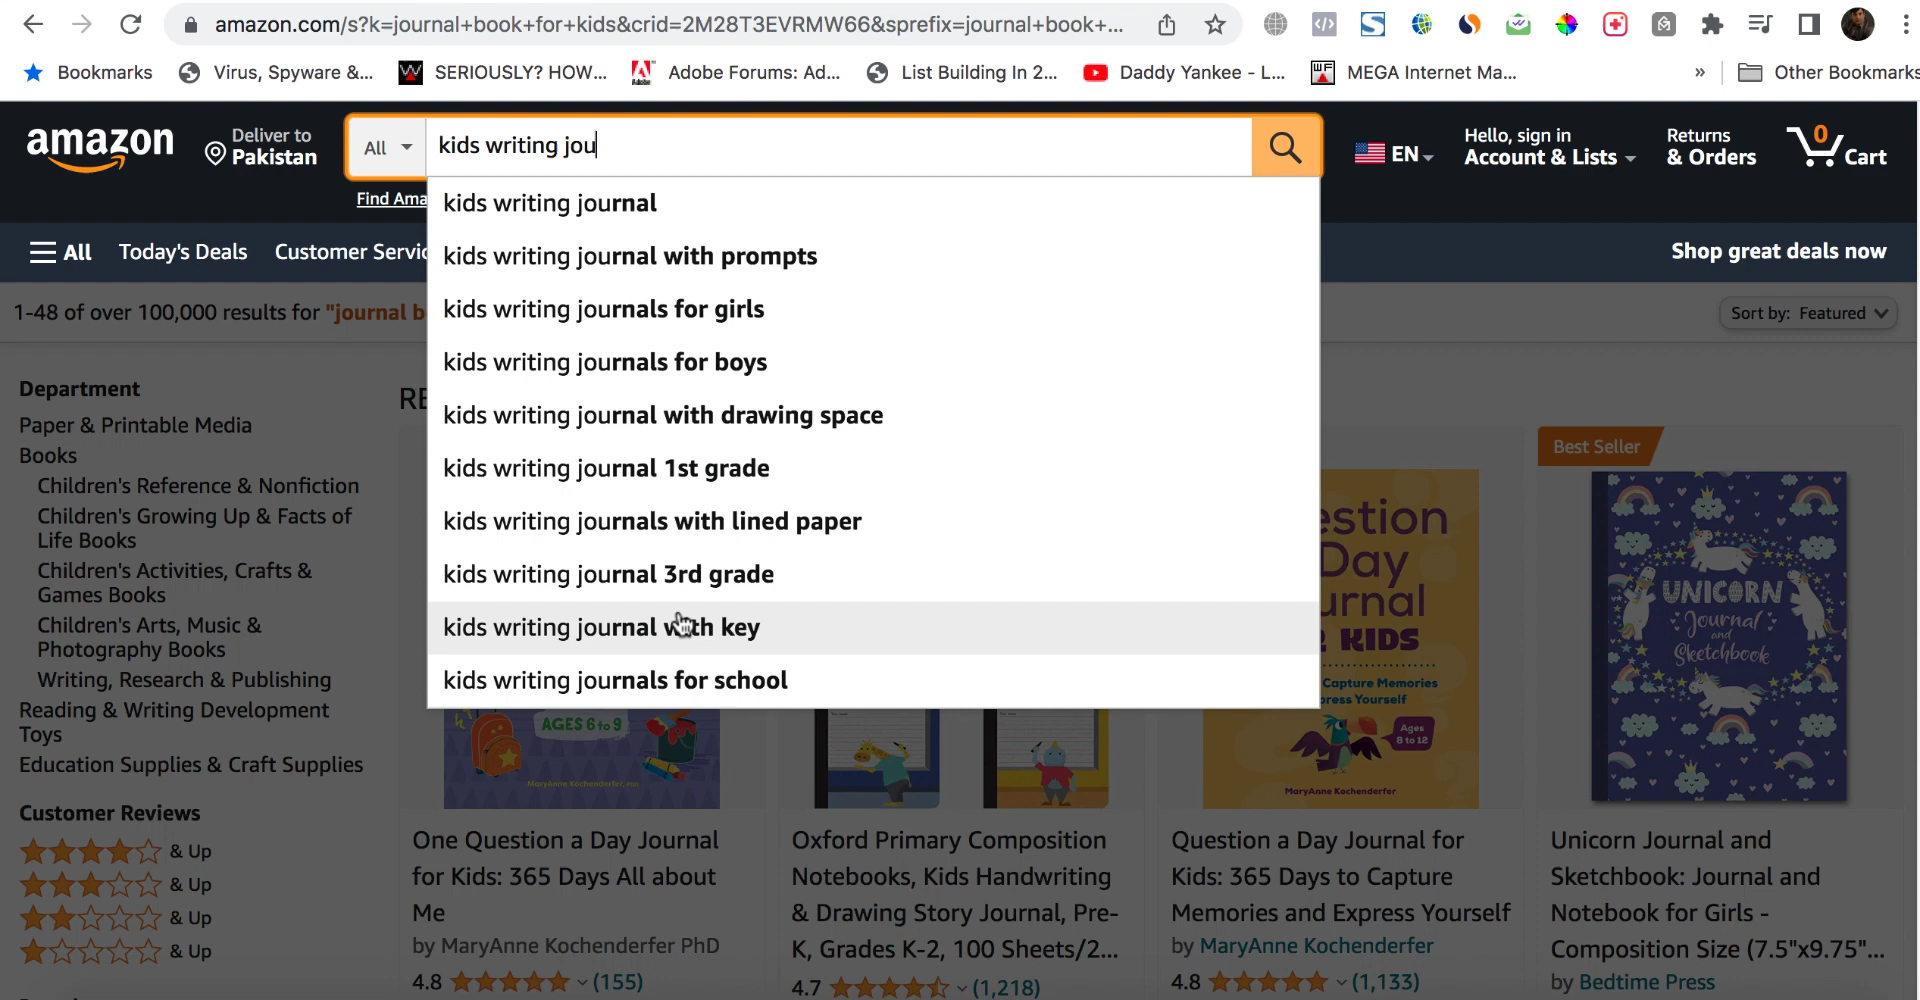 amazon.com/s?k=journal+book+for+kids&crid=2M28T3EVRMW66&sprefix=journal+book+...
Bookmarks
Virus, Spyware &...
SERIOUSLY? HOW...
Adobe Forums: Ad...
List Building In 2...
Daddy Yankee - L...
MEGA Internet Ma...
»
Other Bookmarks
amazon
Deliver to
Pakistan
All
kids writing jou
EN
Hello, sign in
Account & Lists
Returns
& Orders
0
Cart
Find Ama
kids writing journal
kids writing journal with prompts
kids writing journals for girls
kids writing journals for boys
kids writing journal with drawing space
kids writing journal 1st grade
kids writing journals with lined paper
kids writing journal 3rd grade
kids writing journal with key
kids writing journals for school
All
Today's Deals
Customer Servic
Shop great deals now
1-48 of over 100,000 results for "journal b
Sort by: Featured
Department
Paper & Printable Media
Books
Children's Reference & Nonfiction
Children's Growing Up & Facts of
Life Books
Children's Activities, Crafts &
Games Books
Children's Arts, Music &
Photography Books
Writing, Research & Publishing
Reading & Writing Development
Toys
Education Supplies & Craft Supplies
Customer Reviews
& Up
& Up
& Up
& Up
RE
AGES 6 to 9
MaryAnne Kochenderfer, PhD
One Question a Day Journal
for Kids: 365 Days All about
Me
by MaryAnne Kochenderfer PhD
4.8 (155)
Oxford Primary Composition
Notebooks, Kids Handwriting
& Drawing Story Journal, Pre-
K, Grades K-2, 100 Sheets/2...
4.7 (1,218)
estion
Day
urnal
KIDS
Capture Memories
press Yourself
Ages
8 to 12
MaryAnne Kochenderfer
Question a Day Journal for
Kids: 365 Days to Capture
Memories and Express Yourself
by MaryAnne Kochenderfer
4.8 (1,133)
Best Seller
UNICORN
Journal
and
Sketchbook
Unicorn Journal and
Sketchbook: Journal and
Notebook for Girls -
Composition Size (7.5"x9.75"...
by Bedtime Press